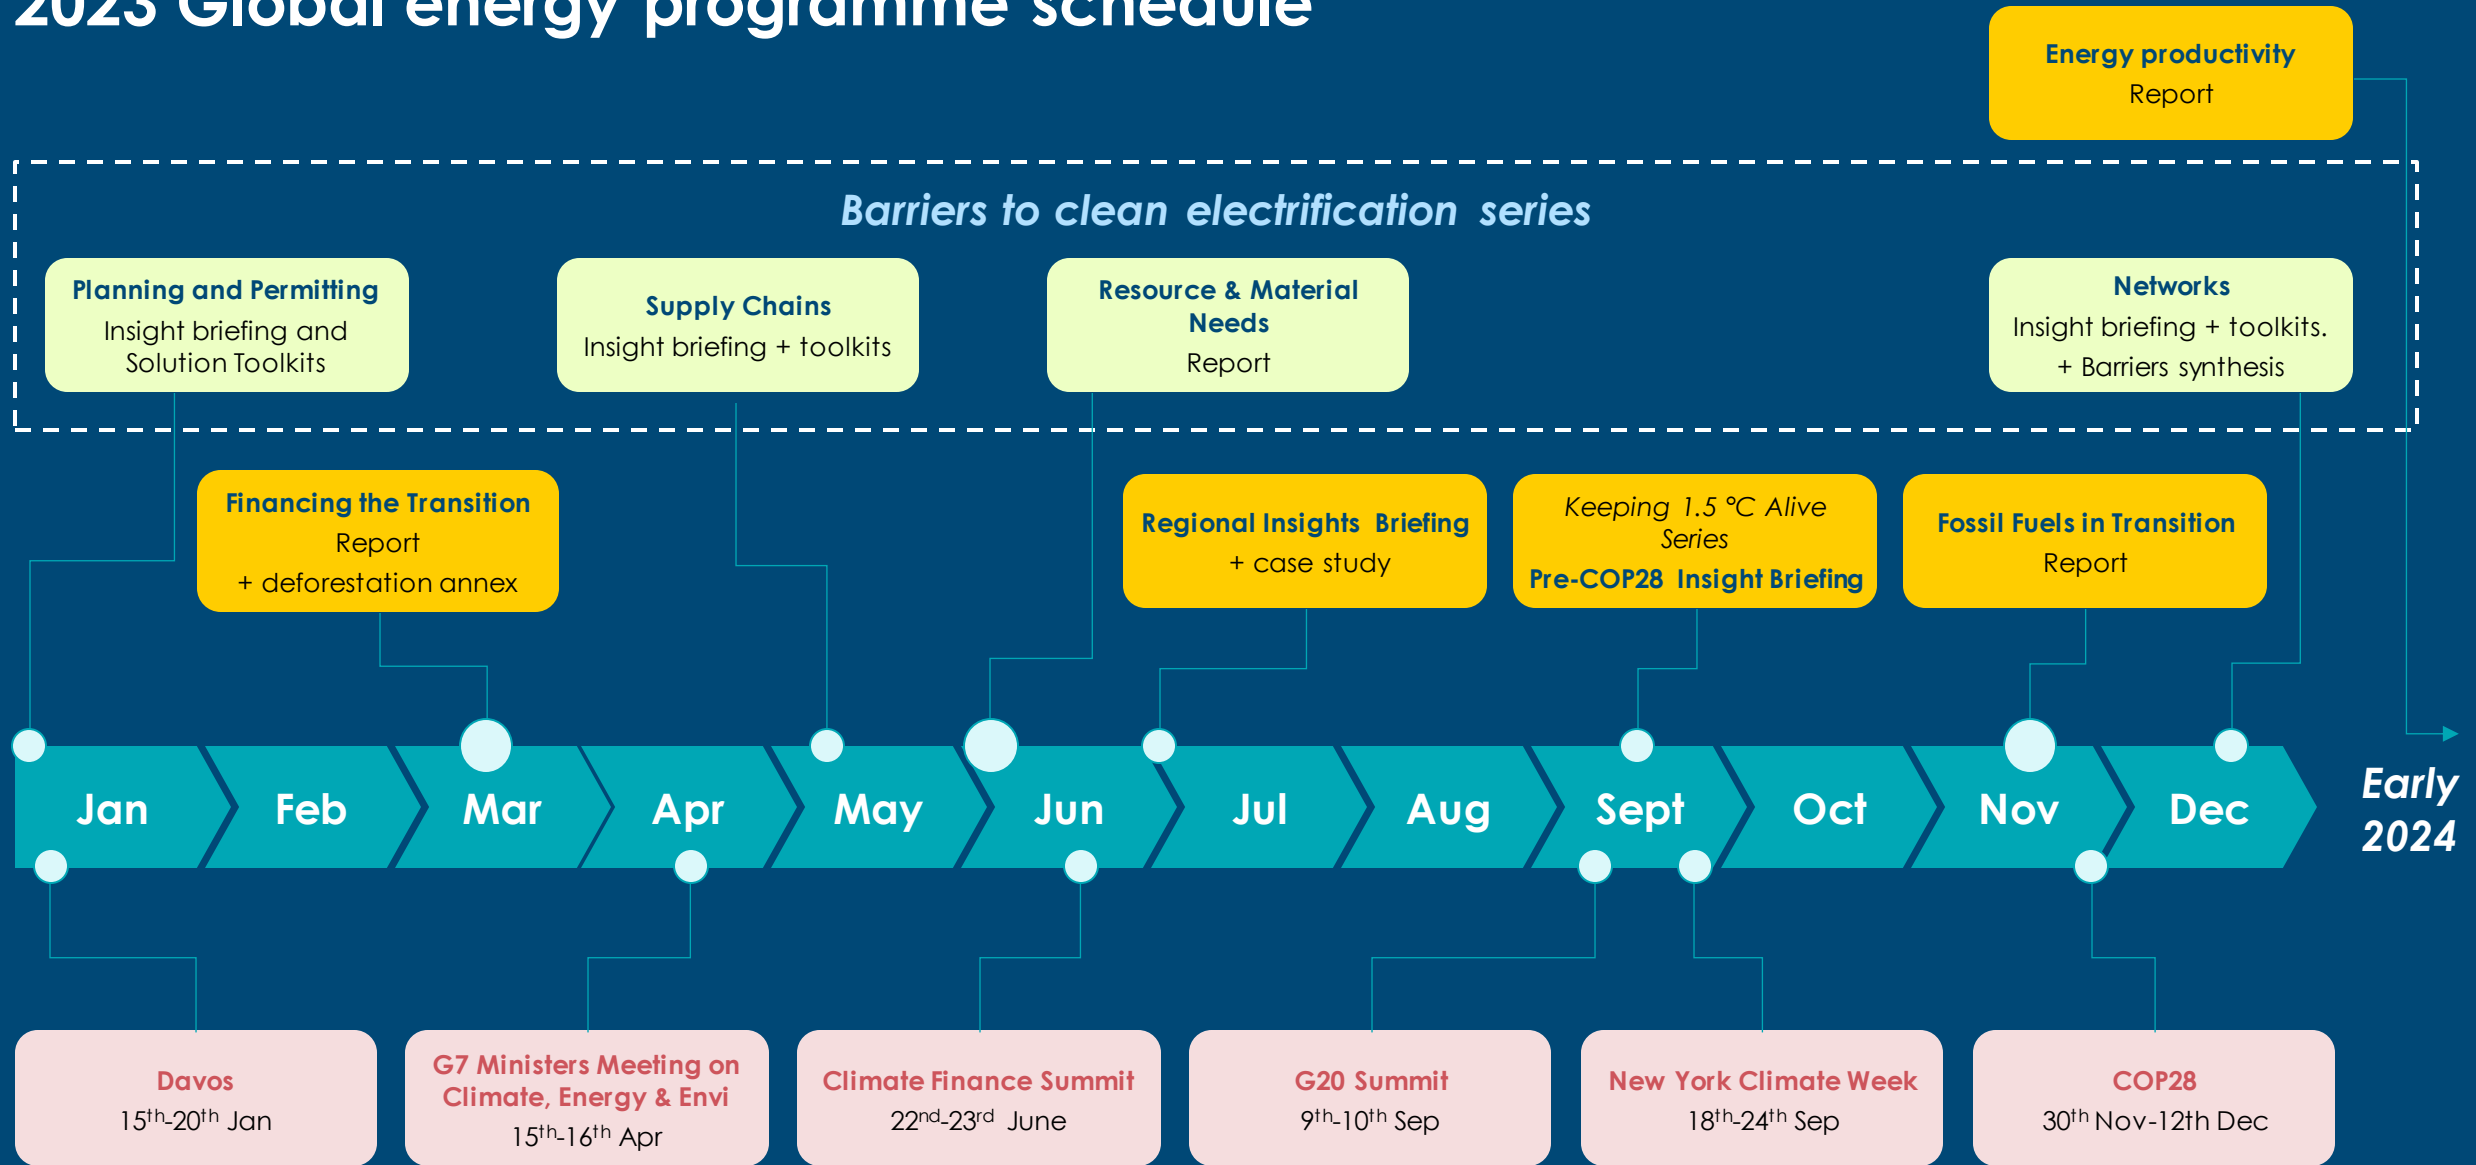 2023 Global energy programme schedule
Energy productivity
Report
Barriers to clean electrification series
Planning and Permitting
Insight briefing and
Solution Toolkits
Supply Chains
Insight briefing + toolkits
Resource & Material
Needs
Report
Networks
Insight briefing + toolkits.
+ Barriers synthesis
Financing the Transition
Report
+ deforestation annex
Regional Insights Briefing
+ case study
Keeping 1.5 °C Alive
Series
Pre-COP28 Insight Briefing
Fossil Fuels in Transition
Report
Jan
Feb
Mar
Apr
May
Jun
Jul
Aug
Sept
Oct
Nov
Dec
Early
2024
Davos
15th-20th Jan
G7 Ministers Meeting on
Climate, Energy & Envi
15th-16th Apr
Climate Finance Summit
22nd-23rd June
G20 Summit
9th-10th Sep
New York Climate Week
18th-24th Sep
COP28
30th Nov-12th Dec